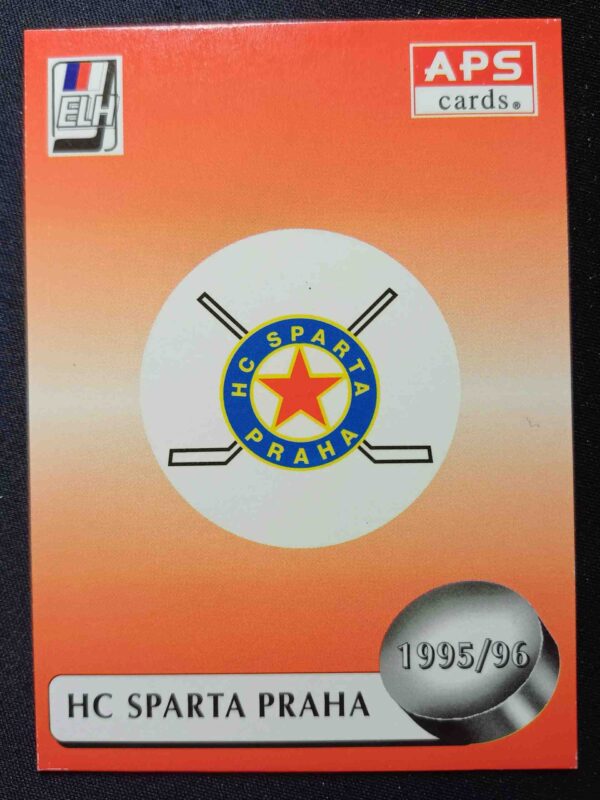 ELH
APS
cards®
HC SPARTA
PRAHA
1995/96
HC SPARTA PRAHA